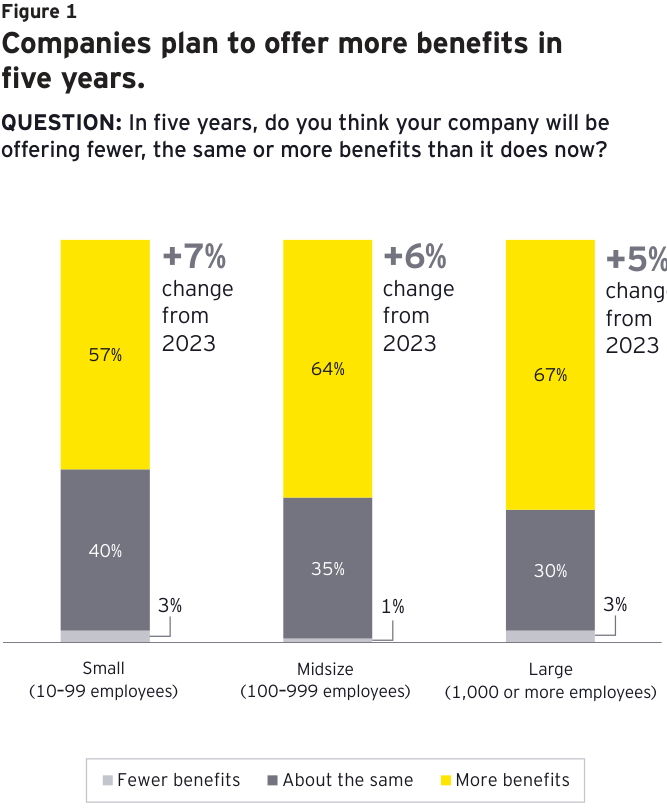 Figure 1
Companies plan to offer more benefits in
five years.
QUESTION: In five years, do you think your company will be
offering fewer, the same or more benefits than it does now?
+7%
change
from
2023
+6%
change
from
2023
+5%
chang
from
2023
57%
64%
67%
40%
35%
30%
3%
1%
3%
Small
(10–99 employees)
Midsize
(100–999 employees)
Large
(1,000 or more employees)
Fewer benefits
About the same
More benefits